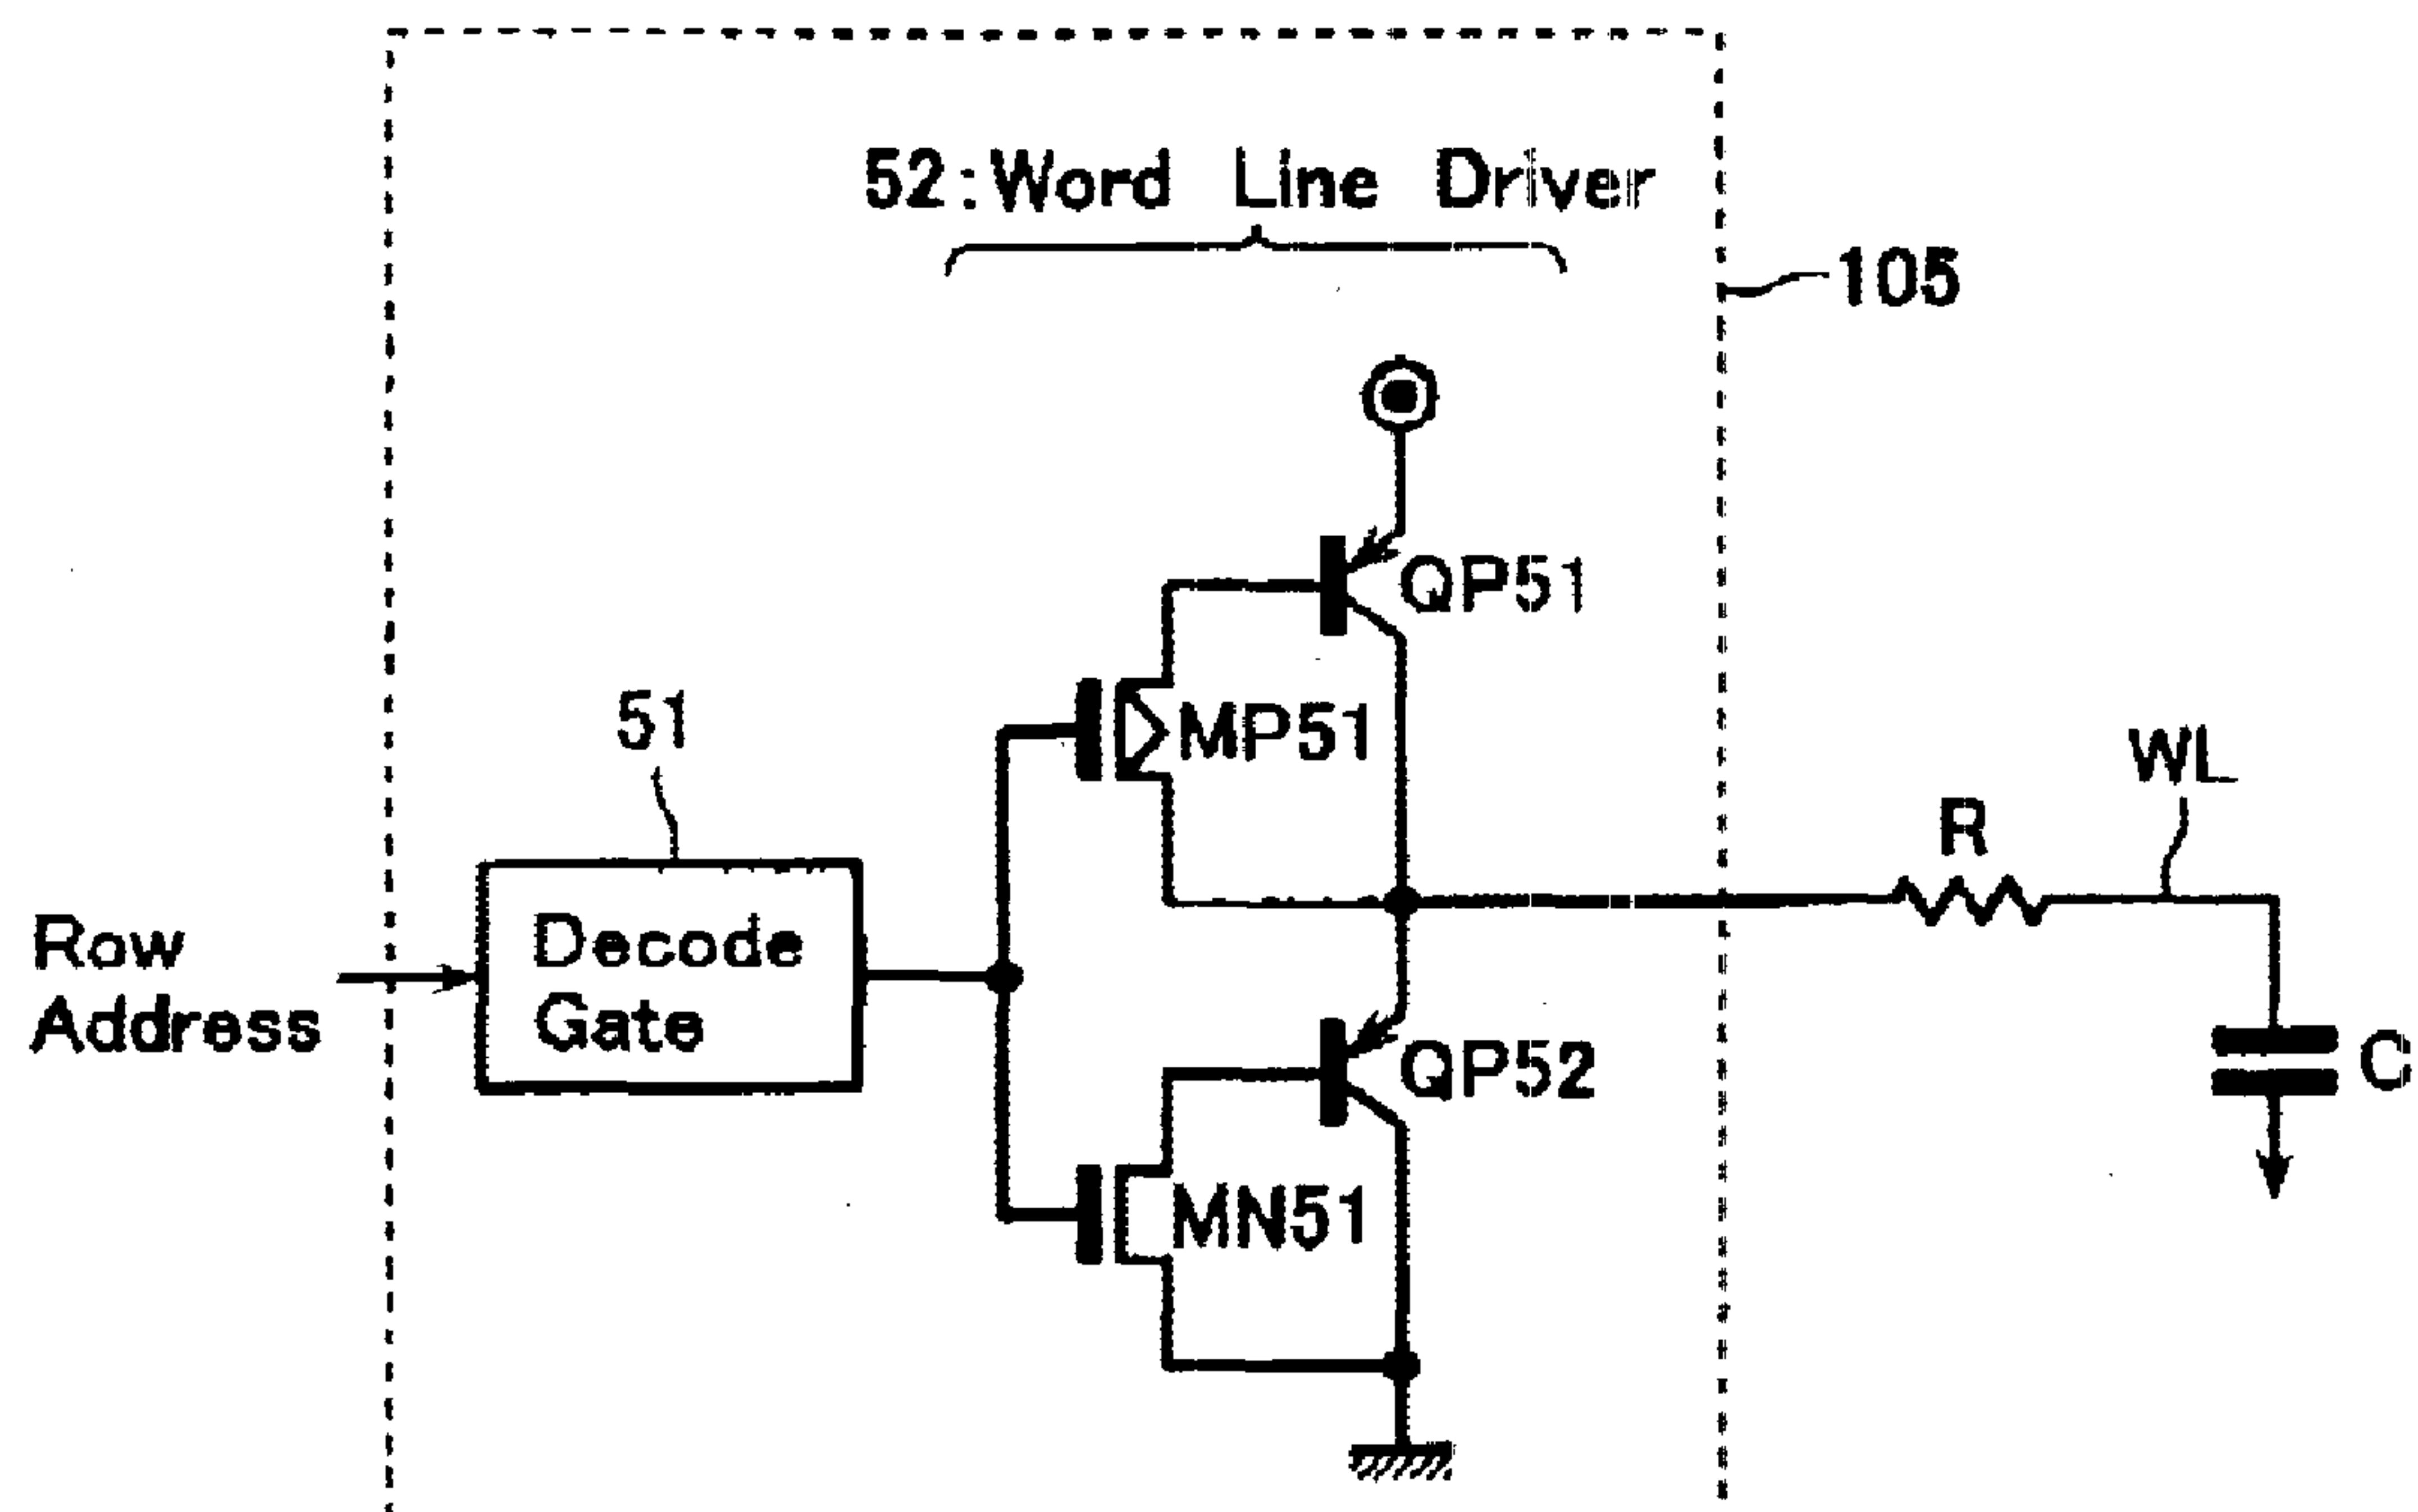 52:Word Line Driver
105
QP51
51
MP51
WL
R
Row
Address
Decode
Gate
QP52
C
MN51